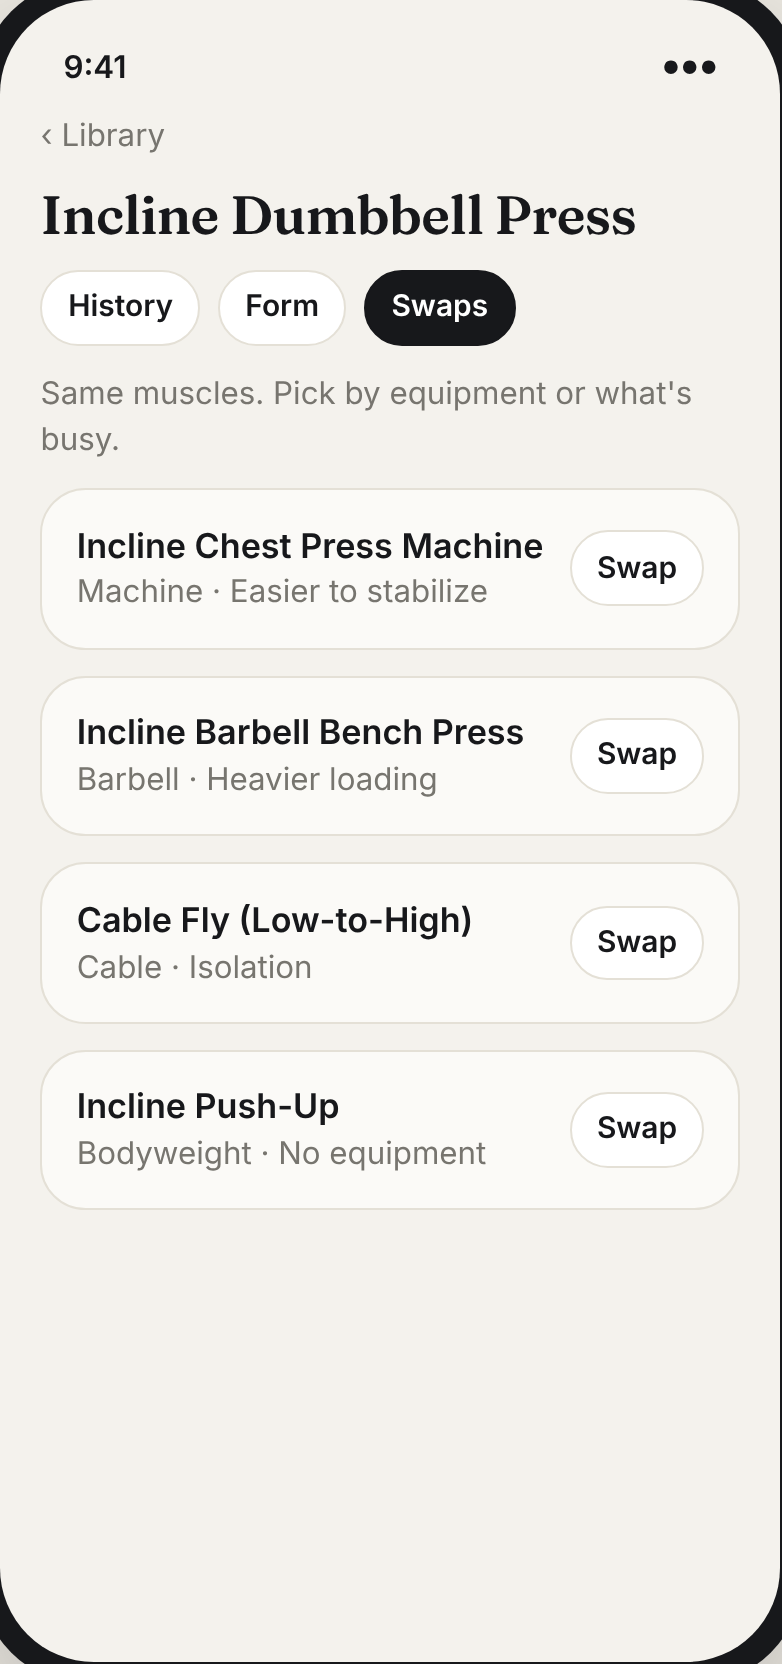 9:41
‹ Library
Incline Dumbbell Press
History Form Swaps
Same muscles. Pick by equipment or what's
busy.
Incline Chest Press Machine
Machine · Easier to stabilize
Swap
Incline Barbell Bench Press
Barbell · Heavier loading
Swap
Cable Fly (Low-to-High)
Cable · Isolation
Swap
Incline Push-Up
Bodyweight · No equipment
Swap